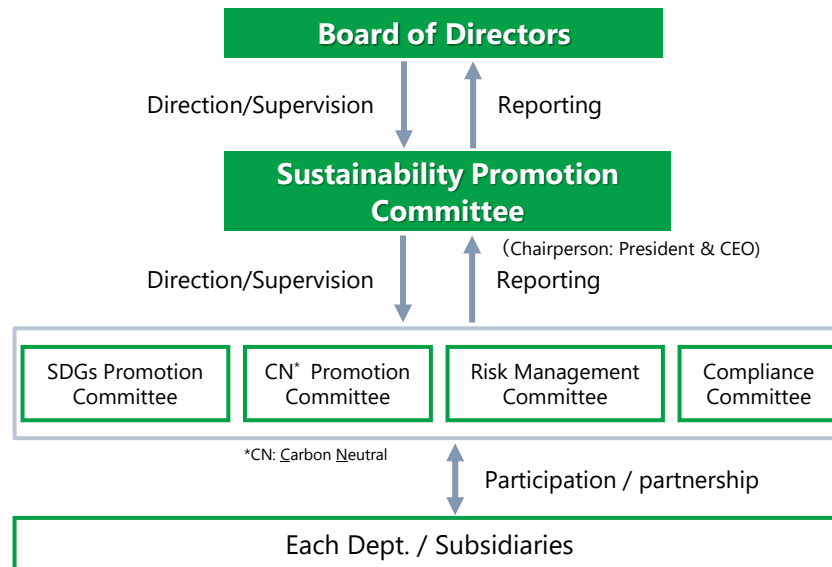 Board of Directors
Direction/Supervision
Reporting
Sustainability Promotion
Committee
（Chairperson: President & CEO)
Direction/Supervision
Reporting
SDGs Promotion
Committee
CN* Promotion
Committee
Risk Management
Committee
Compliance
Committee
*CN: Carbon Neutral
Participation / partnership
Each Dept. / Subsidiaries